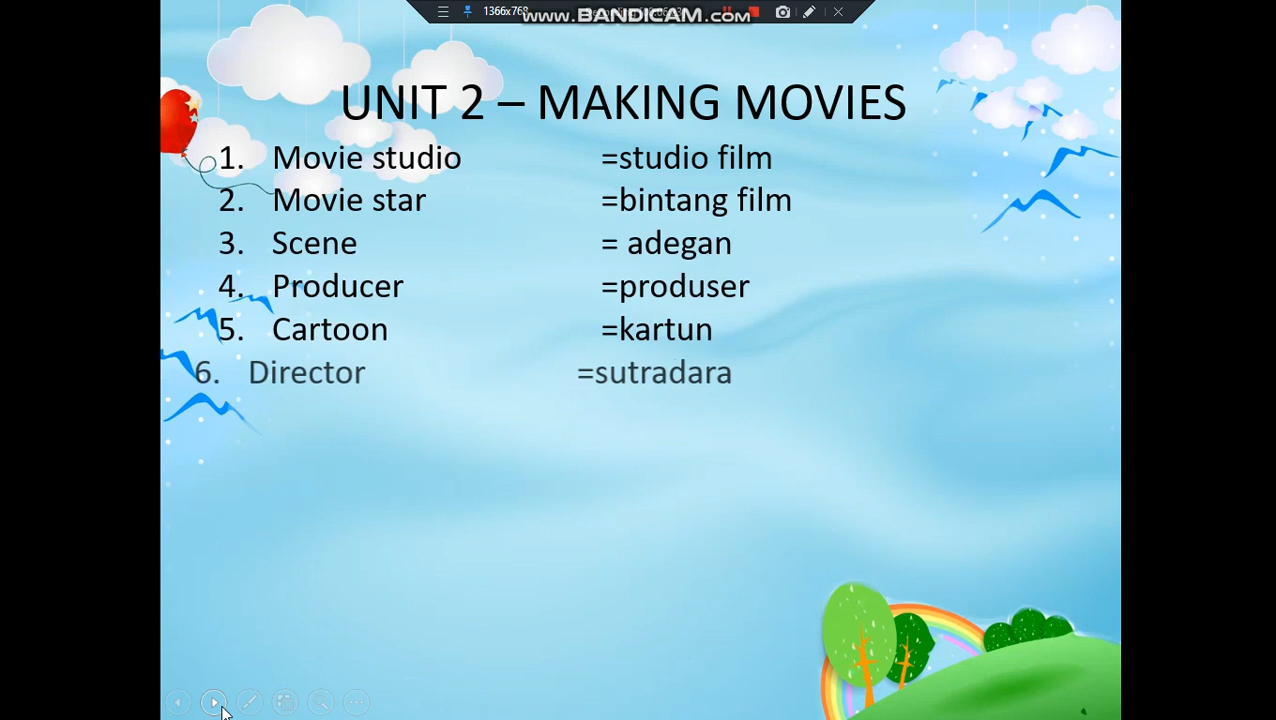 1366x768
www.BANDICAM.com
UNIT 2 – MAKING MOVIES
1. Movie studio =studio film
2. Movie star =bintang film
3. Scene = adegan
4. Producer =produser
5. Cartoon =kartun
6. Director =sutradara